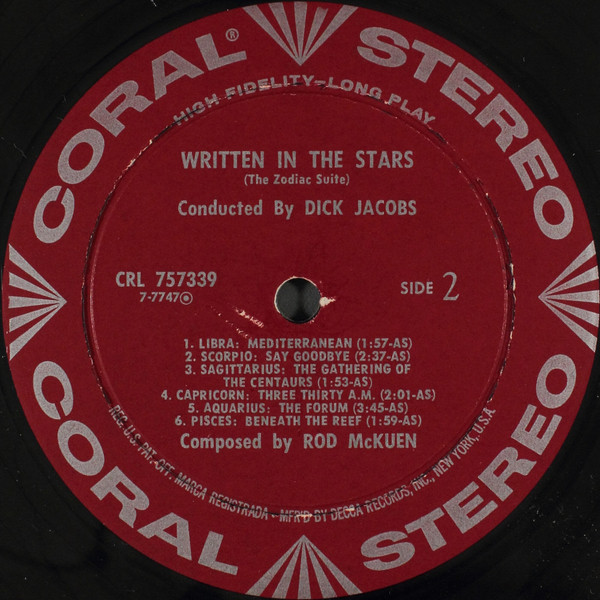 CORAL® STEREO
HIGH FIDELITY–LONG PLAY
WRITTEN IN THE STARS
(The Zodiac Suite)
Conducted By DICK JACOBS
CRL 757339
7-7747
SIDE 2
1. LIBRA: MEDITERRANEAN (1:57-AS)
2. SCORPIO: SAY GOODBYE (2:37-AS)
3. SAGITTARIUS: THE GATHERING OF
THE CENTAURS (1:53-AS)
4. CAPRICORN: THREE THIRTY A.M. (2:01-AS)
5. AQUARIUS: THE FORUM (3:45-AS)
6. PISCES: BENEATH THE REEF (1:59-AS)
Composed by ROD McKUEN
REG. U.S. PAT. OFF. MARCA REGISTRADA - MFR'D BY DECCA RECORDS, INC., NEW YORK, U.S.A.
CORAL STEREO